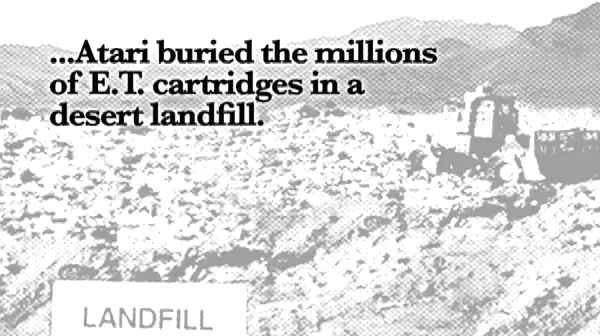 ...Atari buried the millions
of E.T. cartridges in a
desert landfill.
LANDFILL